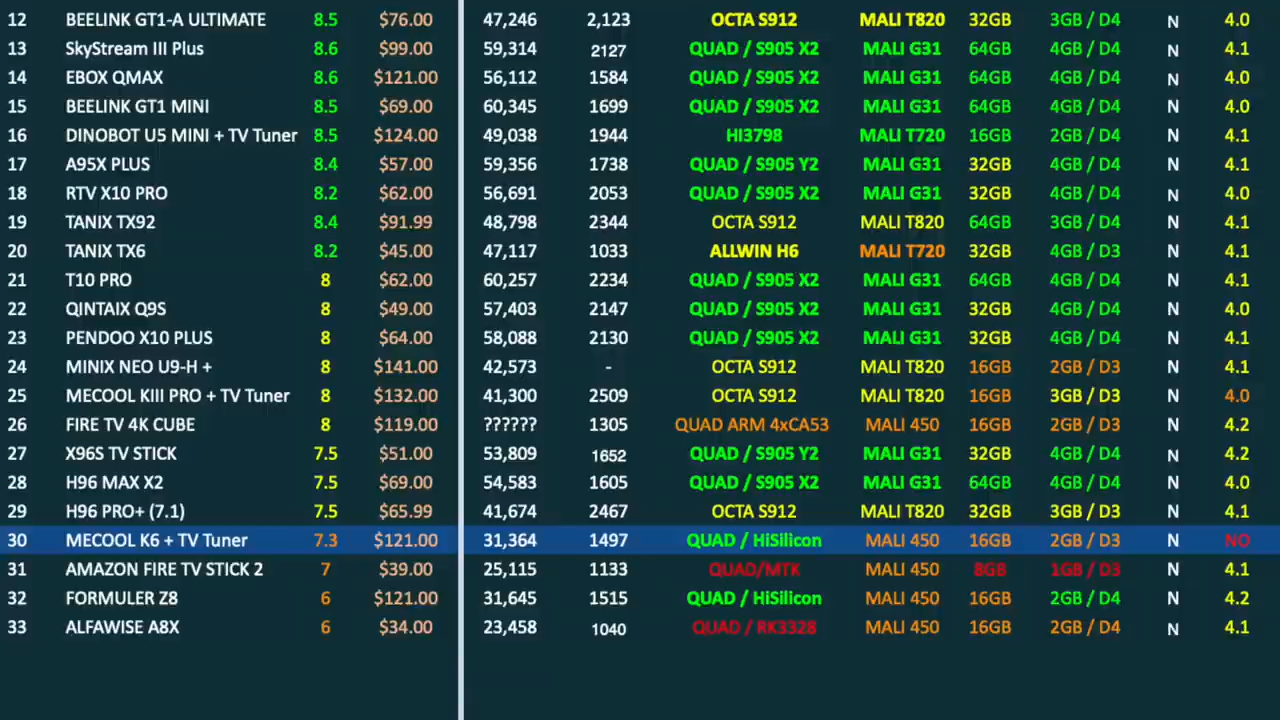 12 BEELINK GT1-A ULTIMATE 8.5 $76.00 47,246 2,123 OCTA S912 MALI T820 32GB 3GB / D4 N 4.0
13 SkyStream III Plus 8.6 $99.00 59,314 2127 QUAD / S905 X2 MALI G31 64GB 4GB / D4 N 4.1
14 EBOX QMAX 8.6 $121.00 56,112 1584 QUAD / S905 X2 MALI G31 64GB 4GB / D4 N 4.0
15 BEELINK GT1 MINI 8.5 $69.00 60,345 1699 QUAD / S905 X2 MALI G31 64GB 4GB / D4 N 4.0
16 DINOBOT U5 MINI + TV Tuner 8.5 $124.00 49,038 1944 HI3798 MALI T720 16GB 2GB / D4 N 4.1
17 A95X PLUS 8.4 $57.00 59,356 1738 QUAD / S905 Y2 MALI G31 32GB 4GB / D4 N 4.1
18 RTV X10 PRO 8.2 $62.00 56,691 2053 QUAD / S905 X2 MALI G31 32GB 4GB / D4 N 4.0
19 TANIX TX92 8.4 $91.99 48,798 2344 OCTA S912 MALI T820 64GB 3GB / D4 N 4.1
20 TANIX TX6 8.2 $45.00 47,117 1033 ALLWIN H6 MALI T720 32GB 4GB / D3 N 4.1
21 T10 PRO 8 $62.00 60,257 2234 QUAD / S905 X2 MALI G31 64GB 4GB / D4 N 4.1
22 QINTAIX Q9S 8 $49.00 57,403 2147 QUAD / S905 X2 MALI G31 32GB 4GB / D4 N 4.0
23 PENDOO X10 PLUS 8 $64.00 58,088 2130 QUAD / S905 X2 MALI G31 32GB 4GB / D4 N 4.1
24 MINIX NEO U9-H + 8 $141.00 42,573 - OCTA S912 MALI T820 16GB 2GB / D3 N 4.1
25 MECOOL KIII PRO + TV Tuner 8 $132.00 41,300 2509 OCTA S912 MALI T820 16GB 3GB / D3 N 4.0
26 FIRE TV 4K CUBE 8 $119.00 ?????? 1305 QUAD ARM 4xCA53 MALI 450 16GB 2GB / D3 N 4.2
27 X96S TV STICK 7.5 $51.00 53,809 1652 QUAD / S905 Y2 MALI G31 32GB 4GB / D4 N 4.2
28 H96 MAX X2 7.5 $69.00 54,583 1605 QUAD / S905 X2 MALI G31 64GB 4GB / D4 N 4.0
29 H96 PRO+ (7.1) 7.5 $65.99 41,674 2467 OCTA S912 MALI T820 32GB 3GB / D3 N 4.1
30 MECOOL K6 + TV Tuner 7.3 $121.00 31,364 1497 QUAD / HiSilicon MALI 450 16GB 2GB / D3 N NO
31 AMAZON FIRE TV STICK 2 7 $39.00 25,115 1133 QUAD/MTK MALI 450 8GB 1GB / D3 N 4.1
32 FORMULER Z8 6 $121.00 31,645 1515 QUAD / HiSilicon MALI 450 16GB 2GB / D4 N 4.2
33 ALFAWISE A8X 6 $34.00 23,458 1040 QUAD / RK3328 MALI 450 16GB 2GB / D4 N 4.1